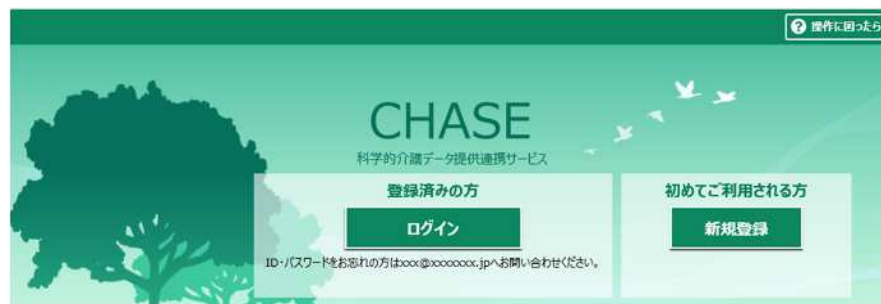 操作に困ったら
CHASE
科学的介護データ提供連携サービス
登録済みの方
ログイン
ID・パスワードをお忘れの方はxxx@xxxxxxx.jpへお問い合わせください。
初めてご利用される方
新規登録